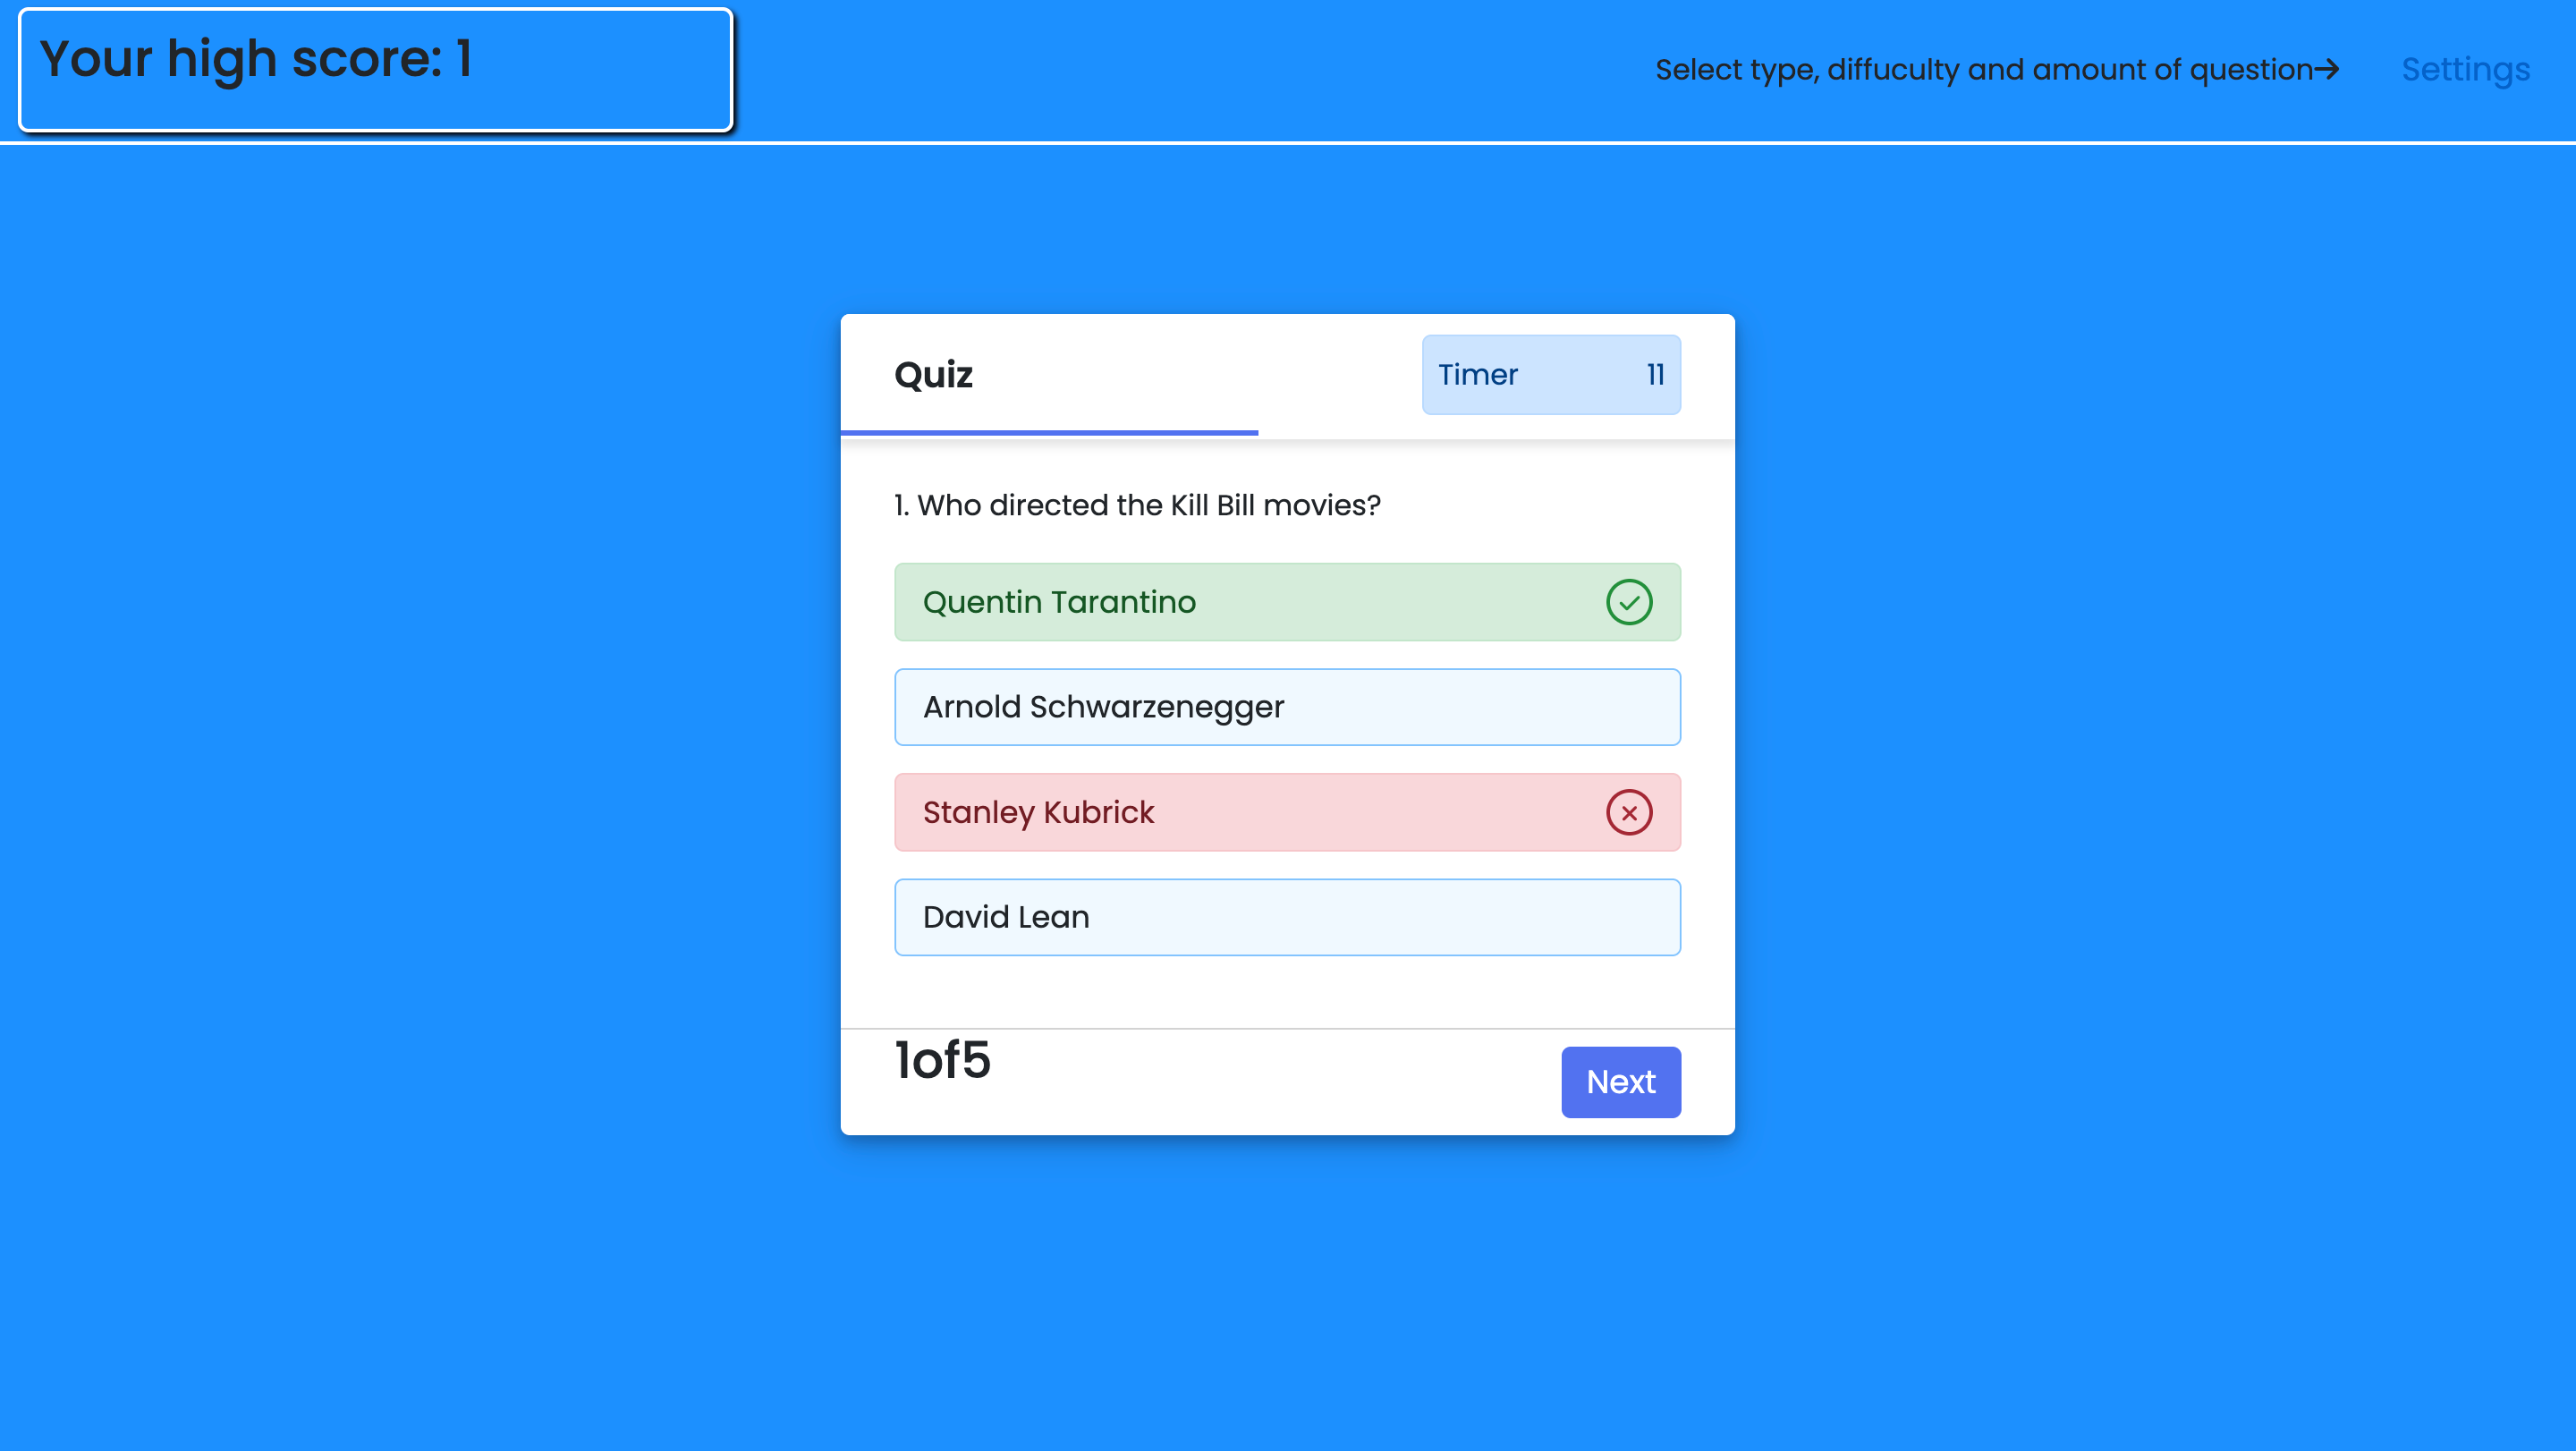 Your high score: 1
Select type, diffuculty and amount of question→
Settings
Quiz
Timer 11
1. Who directed the Kill Bill movies?
Quentin Tarantino
Arnold Schwarzenegger
Stanley Kubrick
David Lean
1of5
Next